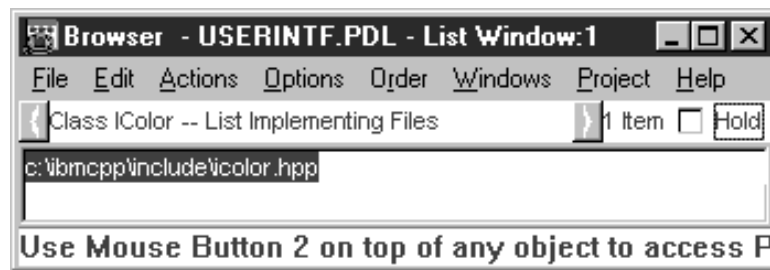 Browser - USERINTF.PDL - List Window:1
File Edit Actions Options Order Windows Project Help
Class IColor -- List Implementing Files 1 Item Hold
c:\ibmcpp\include\icolor.hpp
Use Mouse Button 2 on top of any object to access P